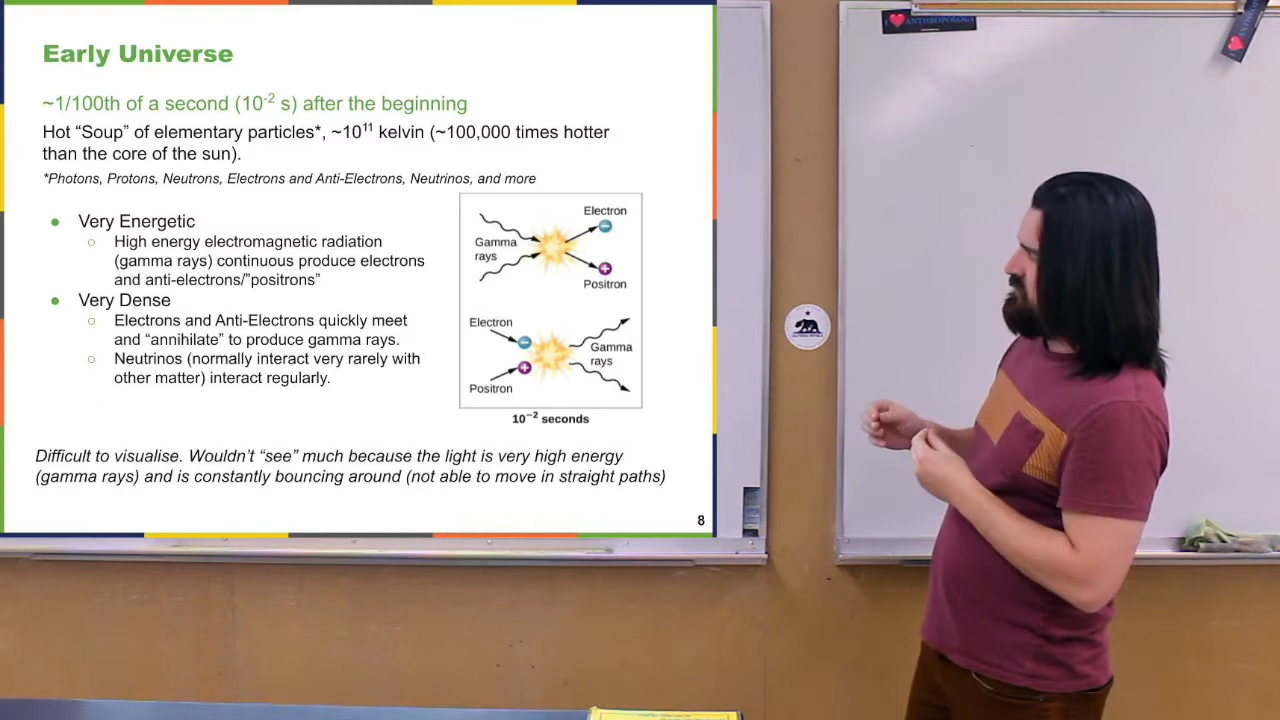 Early Universe
~1/100th of a second (10⁻² s) after the beginning
Hot “Soup” of elementary particles*, ~10¹¹ kelvin (~100,000 times hotter
than the core of the sun).
*Photons, Protons, Neutrons, Electrons and Anti-Electrons, Neutrinos, and more
● Very Energetic
○ High energy electromagnetic radiation
(gamma rays) continuous produce electrons
and anti-electrons/”positrons”
● Very Dense
○ Electrons and Anti-Electrons quickly meet
and “annihilate” to produce gamma rays.
○ Neutrinos (normally interact very rarely with
other matter) interact regularly.
Electron
Gamma
rays
Positron
Electron
Gamma
rays
Positron
10⁻² seconds
Difficult to visualise. Wouldn’t “see” much because the light is very high energy
(gamma rays) and is constantly bouncing around (not able to move in straight paths)
8
I ❤ ANTHROPOLOGY